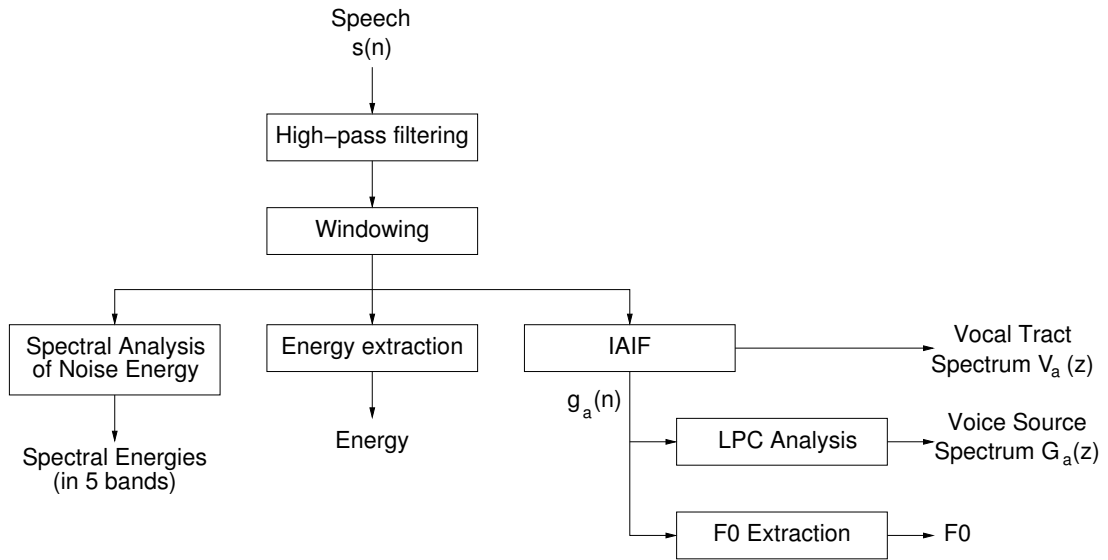 Speech
s(n)
High−pass filtering
Windowing
Spectral Analysis
of Noise Energy
Energy extraction
IAIF
Vocal Tract
Spectrum V_a(z)
g_a(n)
Spectral Energies
(in 5 bands)
Energy
LPC Analysis
Voice Source
Spectrum G_a(z)
F0 Extraction
F0